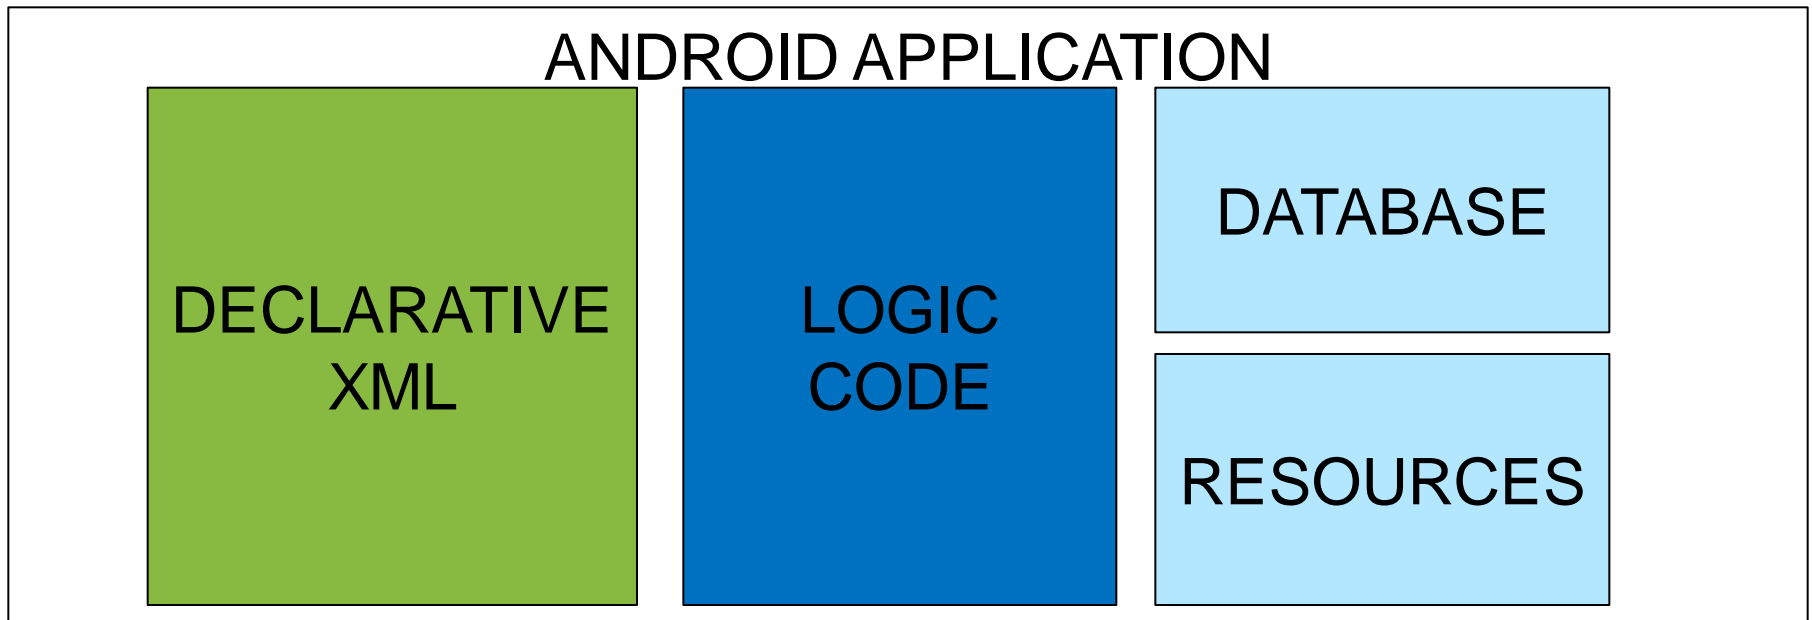 ANDROID APPLICATION
DECLARATIVE
XML
LOGIC
CODE
DATABASE
RESOURCES